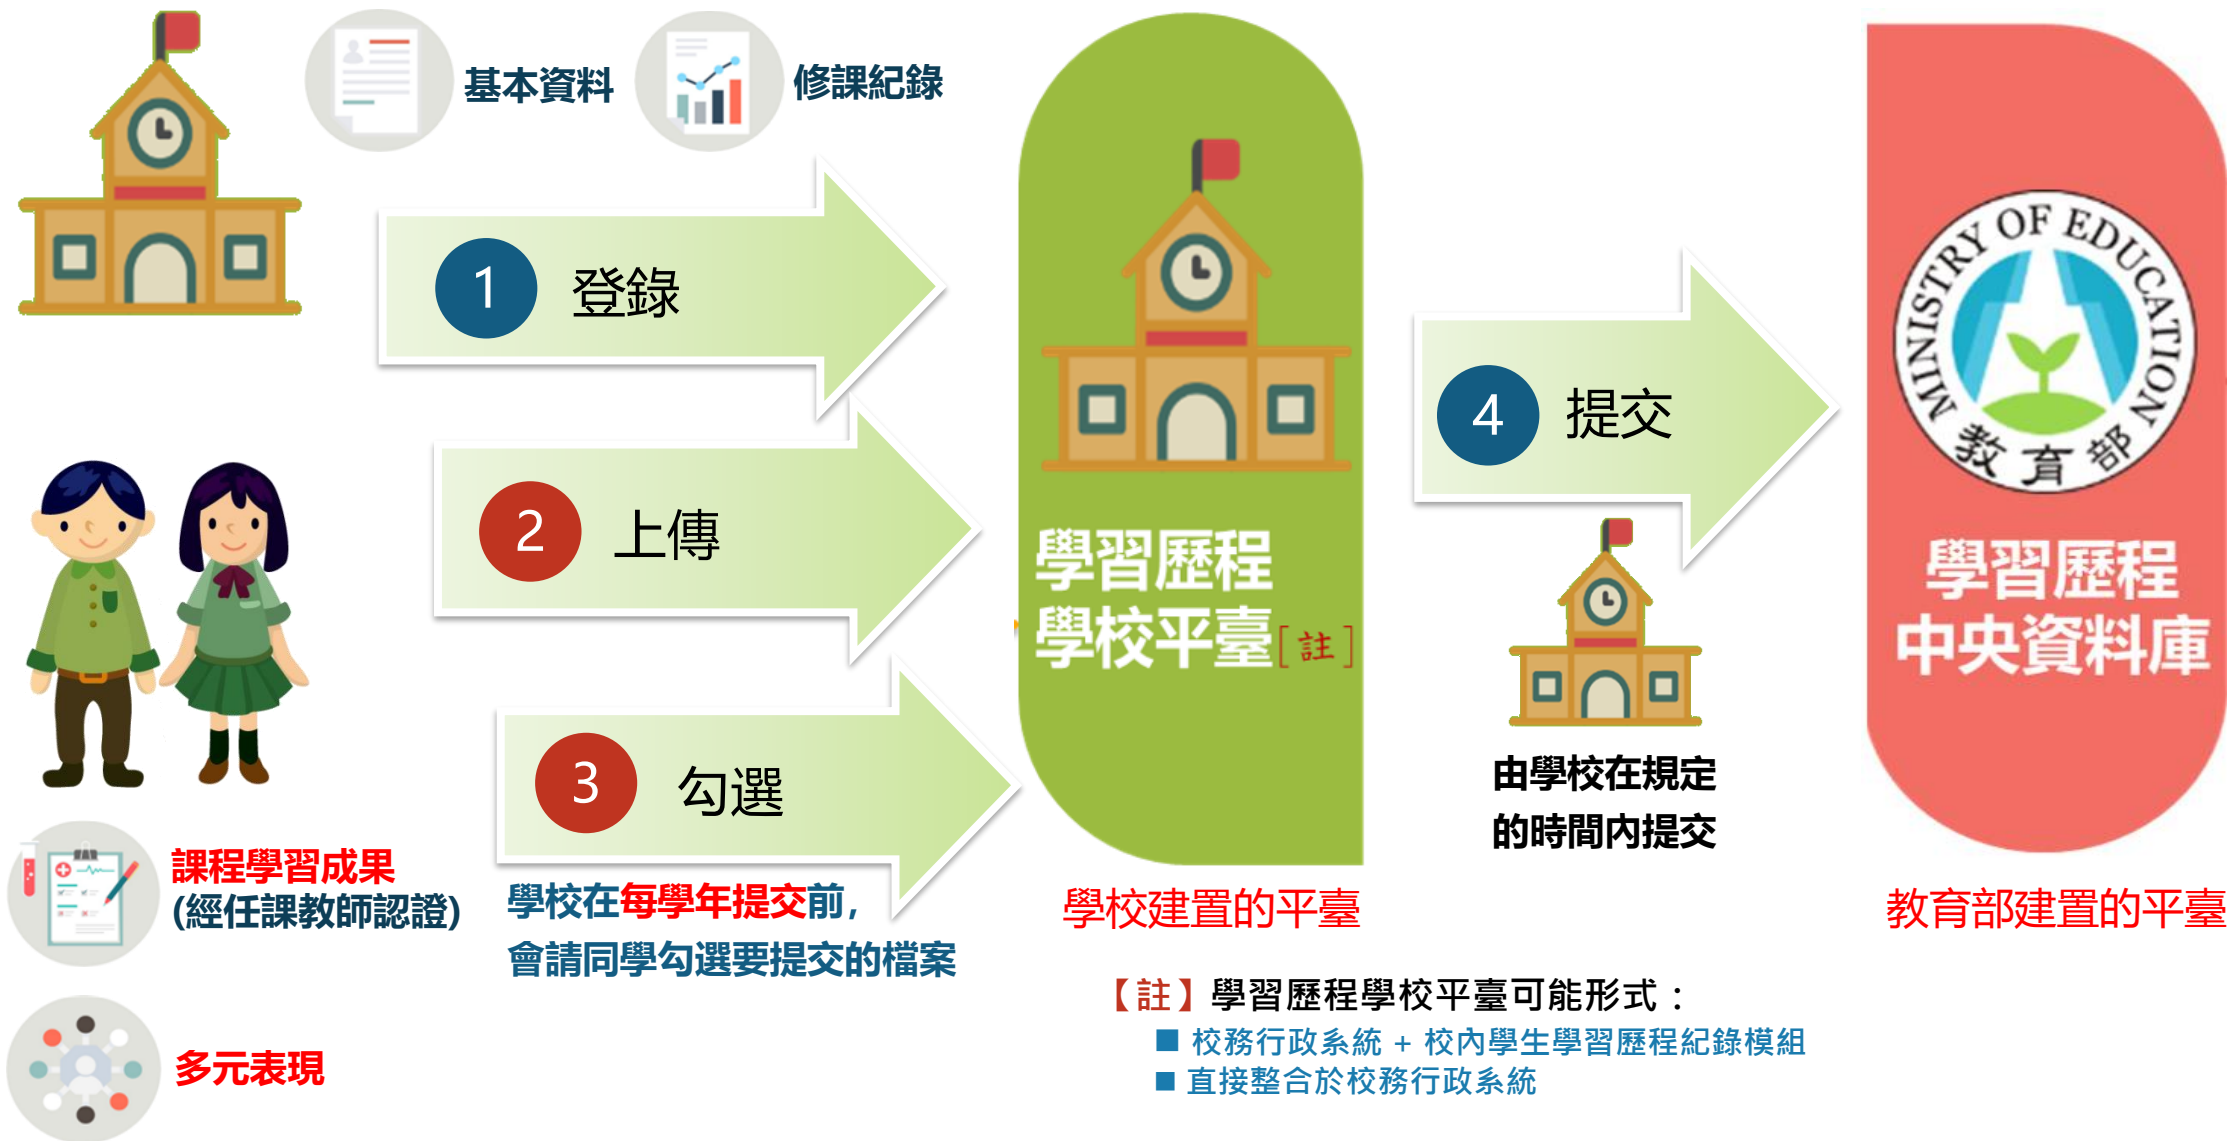 基本資料
修課紀錄
1 登錄
2 上傳
3 勾選
學校在每學年提交前,
會請同學勾選要提交的檔案
課程學習成果
(經任課教師認證)
多元表現
學習歷程
學校平臺[註]
學校建置的平臺
4 提交
由學校在規定
的時間內提交
MINISTRY OF EDUCATION
教育部
學習歷程
中央資料庫
教育部建置的平臺
【註】學習歷程學校平臺可能形式：
■ 校務行政系統 + 校內學生學習歷程紀錄模組
■ 直接整合於校務行政系統